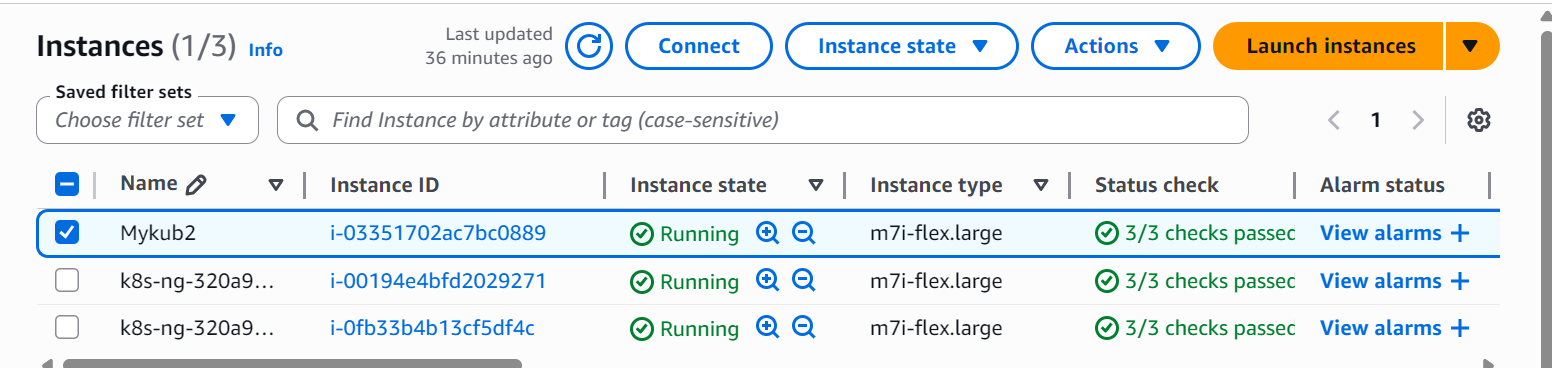 Instances (1/3) Info
Last updated
36 minutes ago
Connect
Instance state
Actions
Launch instances
Saved filter sets
Choose filter set
Find Instance by attribute or tag (case-sensitive)
1
Name Instance ID Instance state Instance type Status check Alarm status
Mykub2 i-03351702ac7bc0889 Running m7i-flex.large 3/3 checks passed View alarms +
k8s-ng-320a9... i-00194e4bfd2029271 Running m7i-flex.large 3/3 checks passed View alarms +
k8s-ng-320a9... i-0fb33b4b13cf5df4c Running m7i-flex.large 3/3 checks passed View alarms +